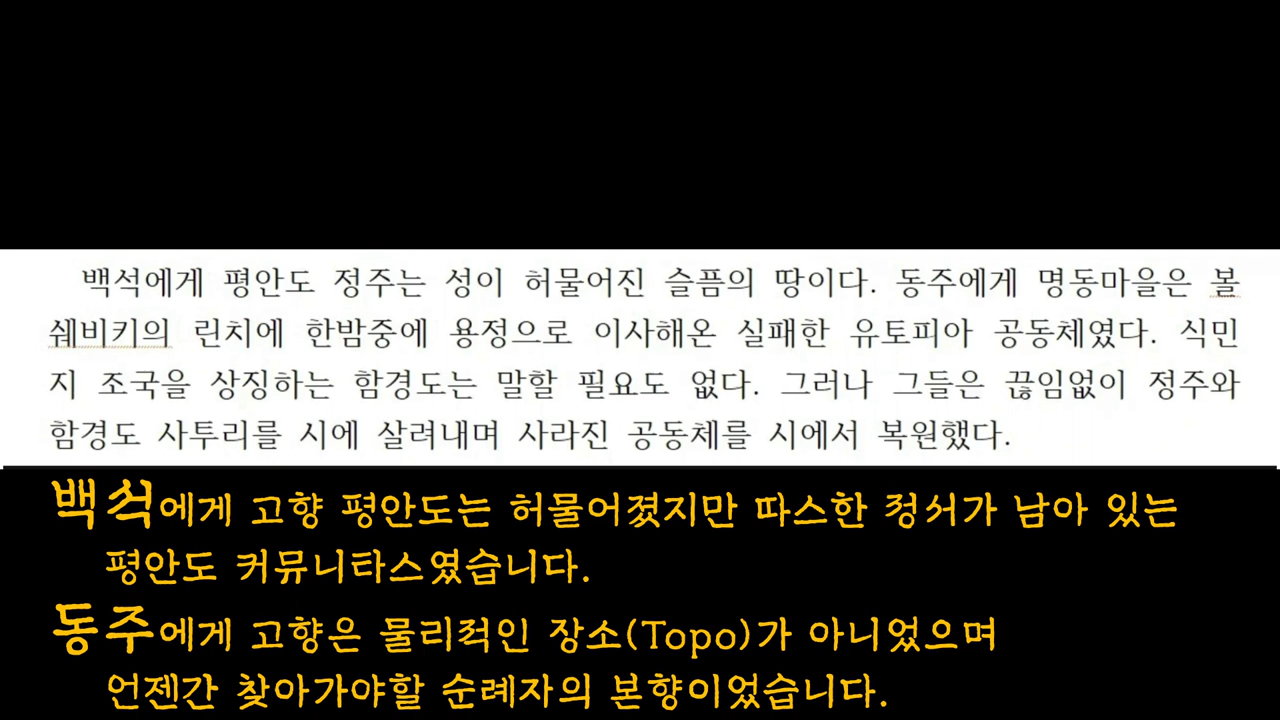 백석에게 평안도 정주는 성이 허물어진 슬픔의 땅이다. 동주에게 명동마을은 볼
쉐비키의 린치에 한밤중에 용정으로 이사해온 실패한 유토피아 공동체였다. 식민
지 조국을 상징하는 함경도는 말할 필요도 없다. 그러나 그들은 끊임없이 정주와
함경도 사투리를 시에 살려내며 사라진 공동체를 시에서 복원했다.
백석에게 고향 평안도는 허물어졌지만 따스한 정서가 남아 있는
평안도 커뮤니타스였습니다.
동주에게 고향은 물리적인 장소(Topo)가 아니었으며
언젠간 찾아가야할 순례자의 본향이었습니다.